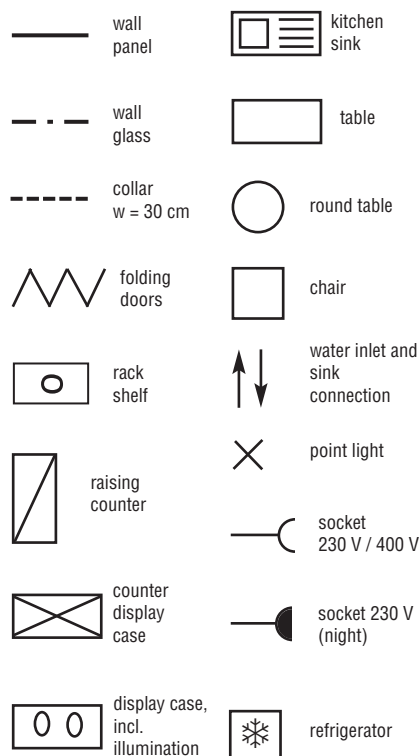 wall
panel
wall
glass
collar
w = 30 cm
folding
doors
rack
shelf
raising
counter
counter
display
case
display case,
incl.
illumination
kitchen
sink
table
round table
chair
water inlet and
sink
connection
point light
socket
230 V / 400 V
socket 230 V
(night)
refrigerator